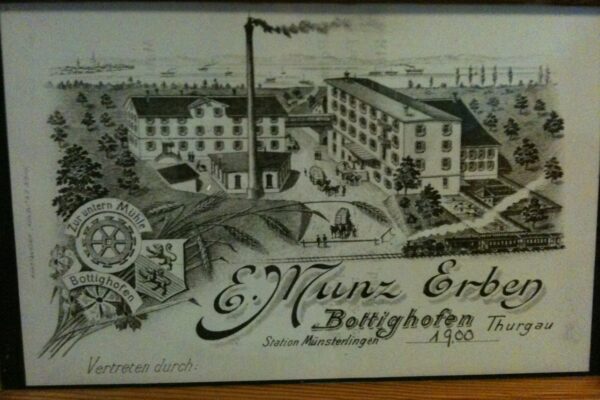 Zur untern Mühle
Bottighofen
E. Munz Erben
Bottighofen Thurgau
Station Münsterlingen 1900
Vertreten durch: